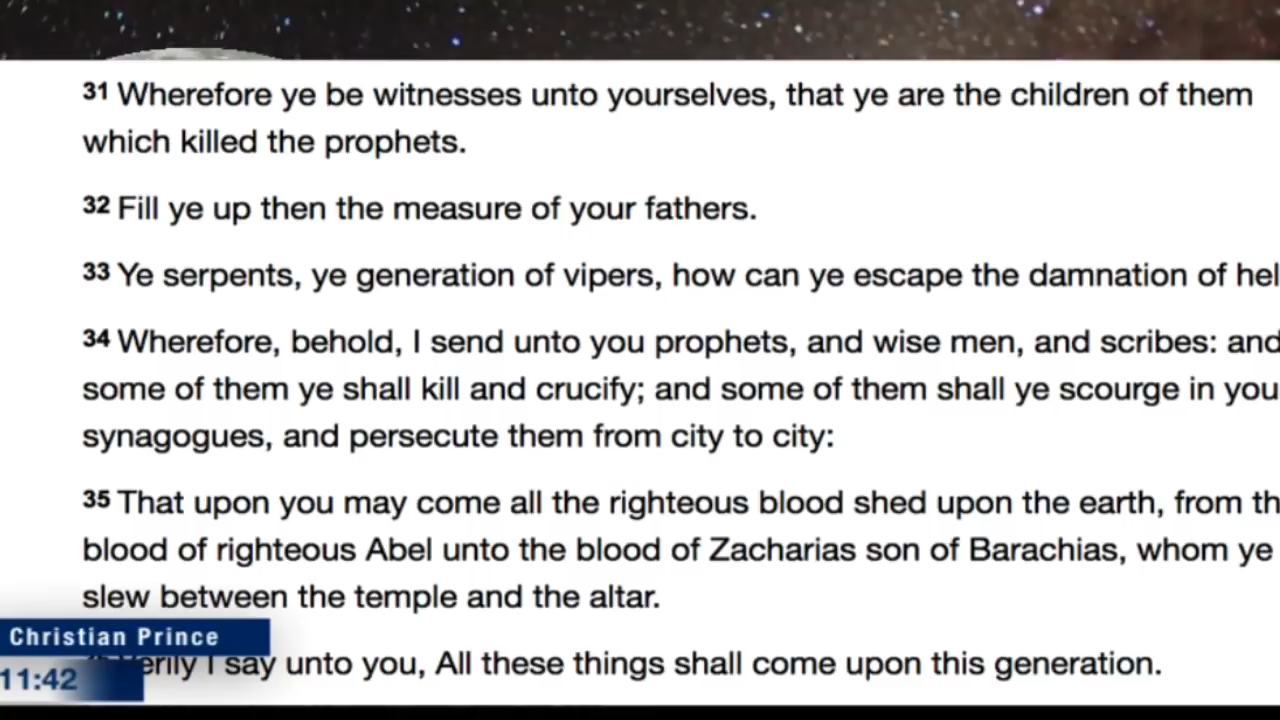 31 Wherefore ye be witnesses unto yourselves, that ye are the children of them
which killed the prophets.
32 Fill ye up then the measure of your fathers.
33 Ye serpents, ye generation of vipers, how can ye escape the damnation of hel
34 Wherefore, behold, I send unto you prophets, and wise men, and scribes: and
some of them ye shall kill and crucify; and some of them shall ye scourge in you
synagogues, and persecute them from city to city:
35 That upon you may come all the righteous blood shed upon the earth, from th
blood of righteous Abel unto the blood of Zacharias son of Barachias, whom ye
slew between the temple and the altar.
Christian Prince
Verily I say unto you, All these things shall come upon this generation.
11:42